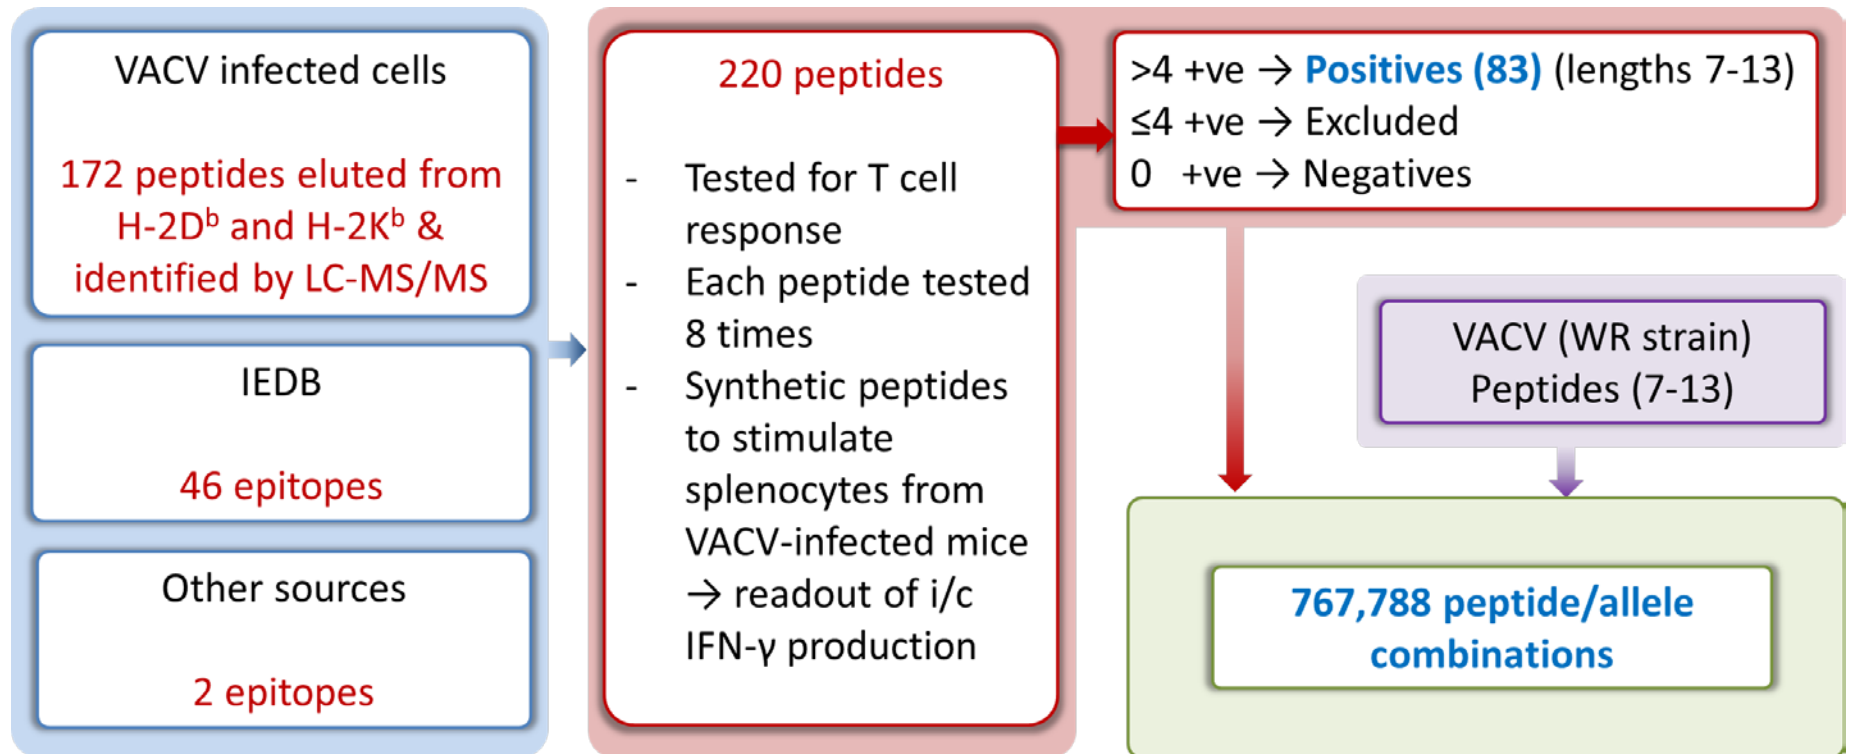 VACV infected cells
172 peptides eluted from
H-2Dᵇ and H-2Kᵇ &
identified by LC-MS/MS
IEDB
46 epitopes
Other sources
2 epitopes
220 peptides
- Tested for T cell
response
- Each peptide tested
8 times
- Synthetic peptides
to stimulate
splenocytes from
VACV-infected mice
→ readout of i/c
IFN-γ production
>4 +ve → Positives (83) (lengths 7-13)
≤4 +ve → Excluded
0 +ve → Negatives
VACV (WR strain)
Peptides (7-13)
767,788 peptide/allele
combinations